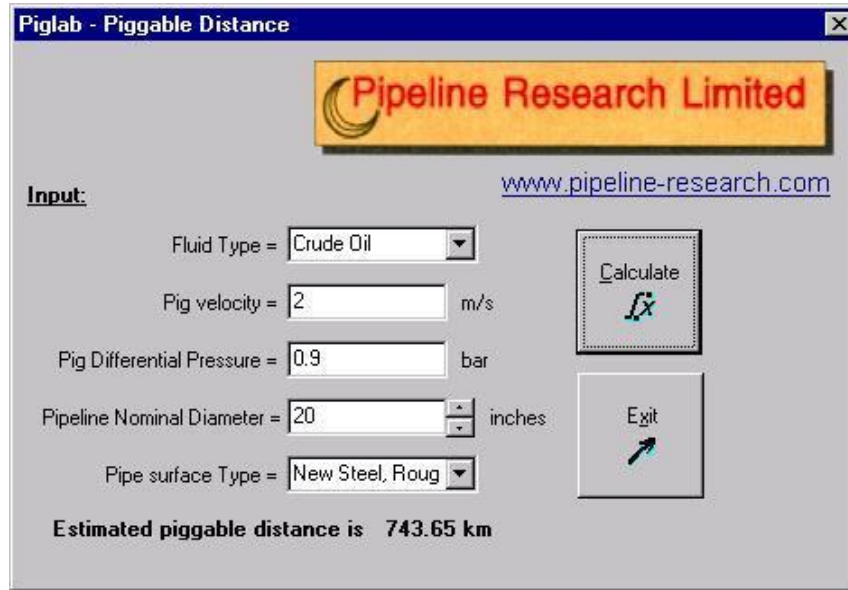 Piglab - Piggable Distance
Pipeline Research Limited
www.pipeline-research.com
Input:
Fluid Type = Crude Oil
Calculate
Pig velocity = 2 m/s
Pig Differential Pressure = 0.9 bar
Pipeline Nominal Diameter = 20 inches
Exit
Pipe surface Type = New Steel, Roug
Estimated piggable distance is 743.65 km